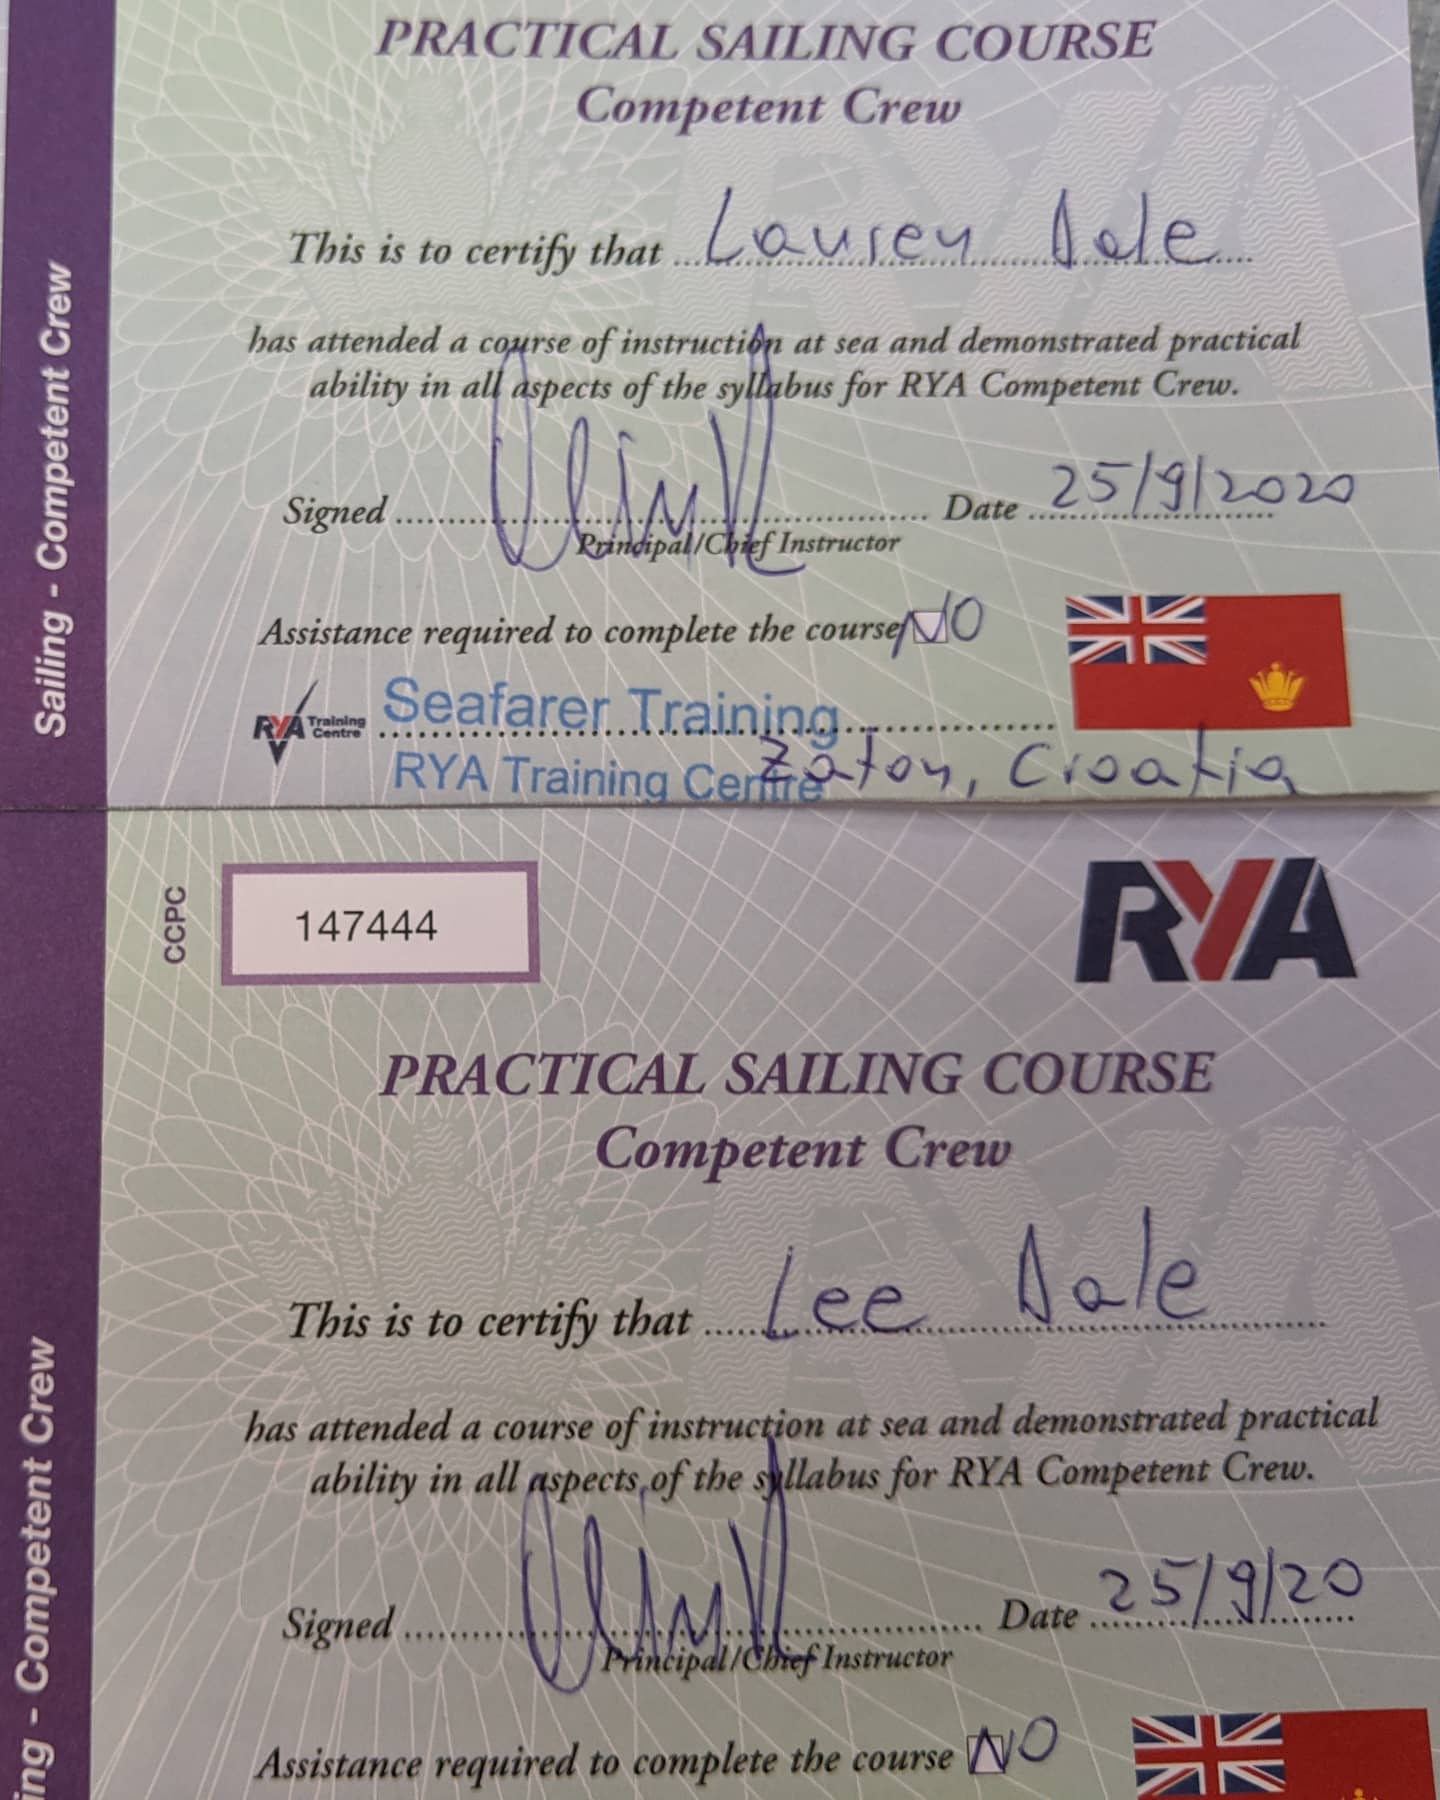 PRACTICAL SAILING COURSE
Competent Crew
This is to certify that Lauren Dale
has attended a course of instruction at sea and demonstrated practical
ability in all aspects of the syllabus for RYA Competent Crew.
Signed Date 25/9/2020
Principal/Chief Instructor
Assistance required to complete the course NO
RYA Training Centre
Seafarer Training
RYA Training Centre Zaton, Croatia
Sailing - Competent Crew
CCPC 147444 RYA
PRACTICAL SAILING COURSE
Competent Crew
This is to certify that Lee Dale
has attended a course of instruction at sea and demonstrated practical
ability in all aspects of the syllabus for RYA Competent Crew.
Signed Date 25/9/20
Principal/Chief Instructor
Assistance required to complete the course NO
ing - Competent Crew